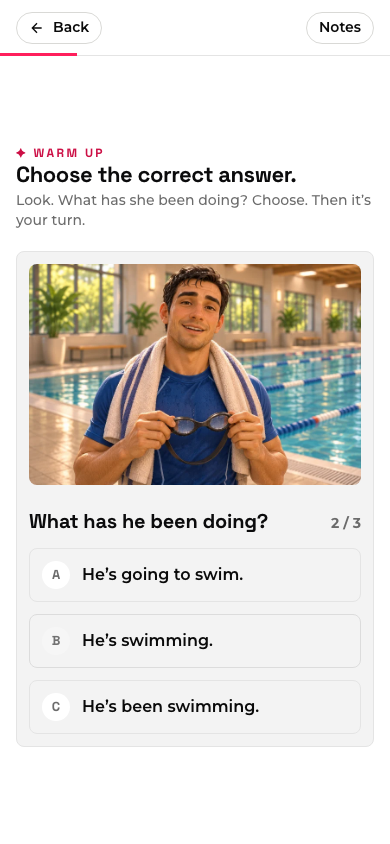 Back
Notes
WARM UP
Choose the correct answer.
Look. What has she been doing? Choose. Then it’s
your turn.
What has he been doing?
2 / 3
A
He’s going to swim.
B
He’s swimming.
C
He’s been swimming.